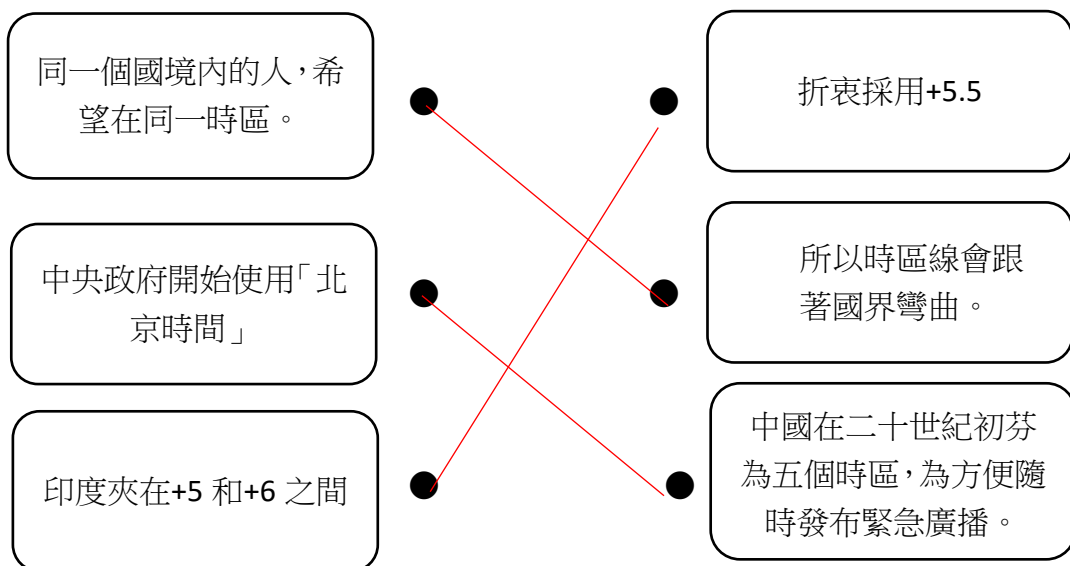 同一個國境內的人，希
望在同一時區。
折衷採用+5.5
中央政府開始使用「北
京時間」
所以時區線會跟
著國界彎曲。
印度夾在+5 和+6 之間
中國在二十世紀初芬
為五個時區，為方便隨
時發布緊急廣播。